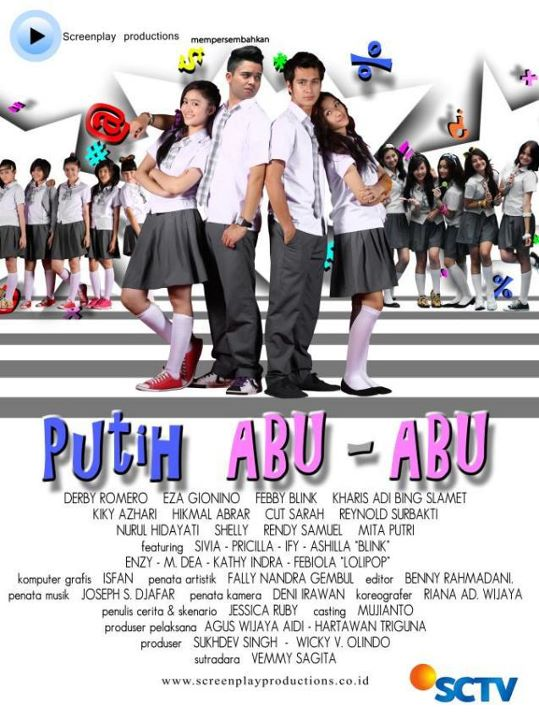 Screenplay productions
mempersembahkan
PUTiH ABU - ABU
DERBY ROMERO EZA GIONINO FEBBY BLINK KHARIS ADI BING SLAMET
KIKY AZHARI HIKMAL ABRAR CUT SARAH REYNOLD SURBAKTI
NURUL HIDAYATI SHELLY RENDY SAMUEL MITA PUTRI
featuring SIVIA - PRICILLA - IFY - ASHILLA "BLINK"
ENZY - M. DEA - KATHY INDRA - FEBIOLA "LOLIPOP"
komputer grafis ISFAN penata artistik FALLY NANDRA GEMBUL editor BENNY RAHMADANI.
penata musik JOSEPH S. DJAFAR penata kamera DENI IRAWAN koreografer RIANA AD. WIJAYA
penulis cerita & skenario JESSICA RUBY casting MUJIANTO
produser pelaksana AGUS WIJAYA AIDI - HARTAWAN TRIGUNA
produser SUKHDEV SINGH - WICKY V. OLINDO
sutradara VEMMY SAGITA
www.screenplayproductions.co.id
SCTV